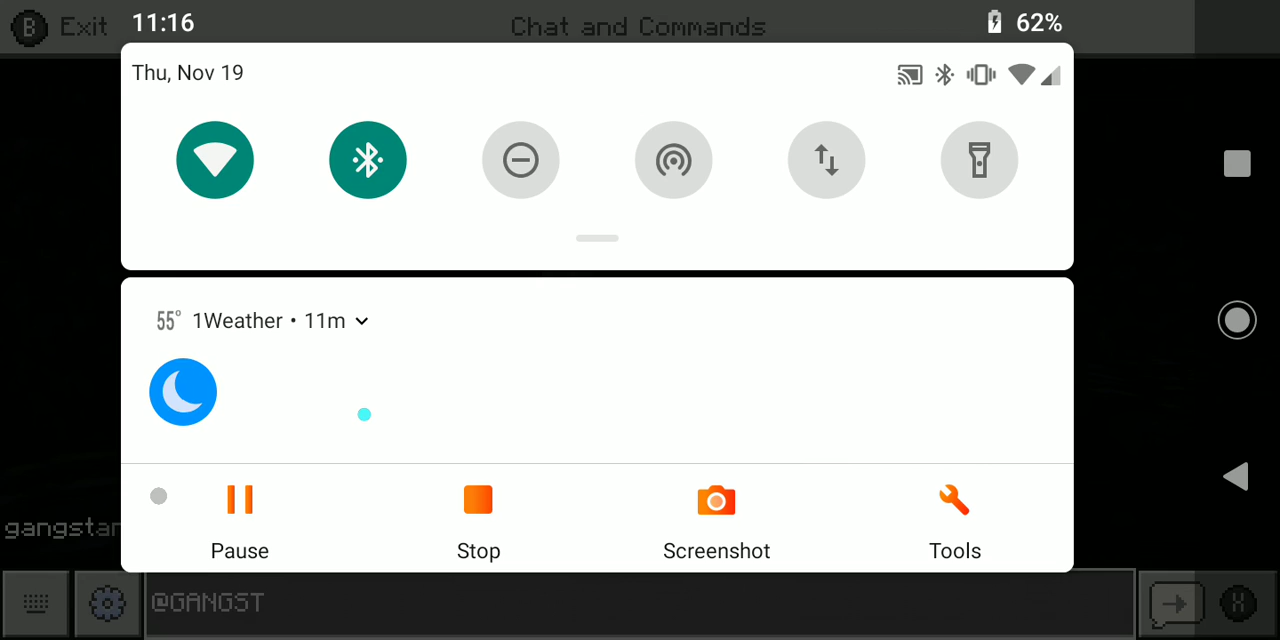 B Exit 11:16 Chat and Commands 62%
Thu, Nov 19
55° 1Weather • 11m
Pause Stop Screenshot Tools
gangstar
@GANGST